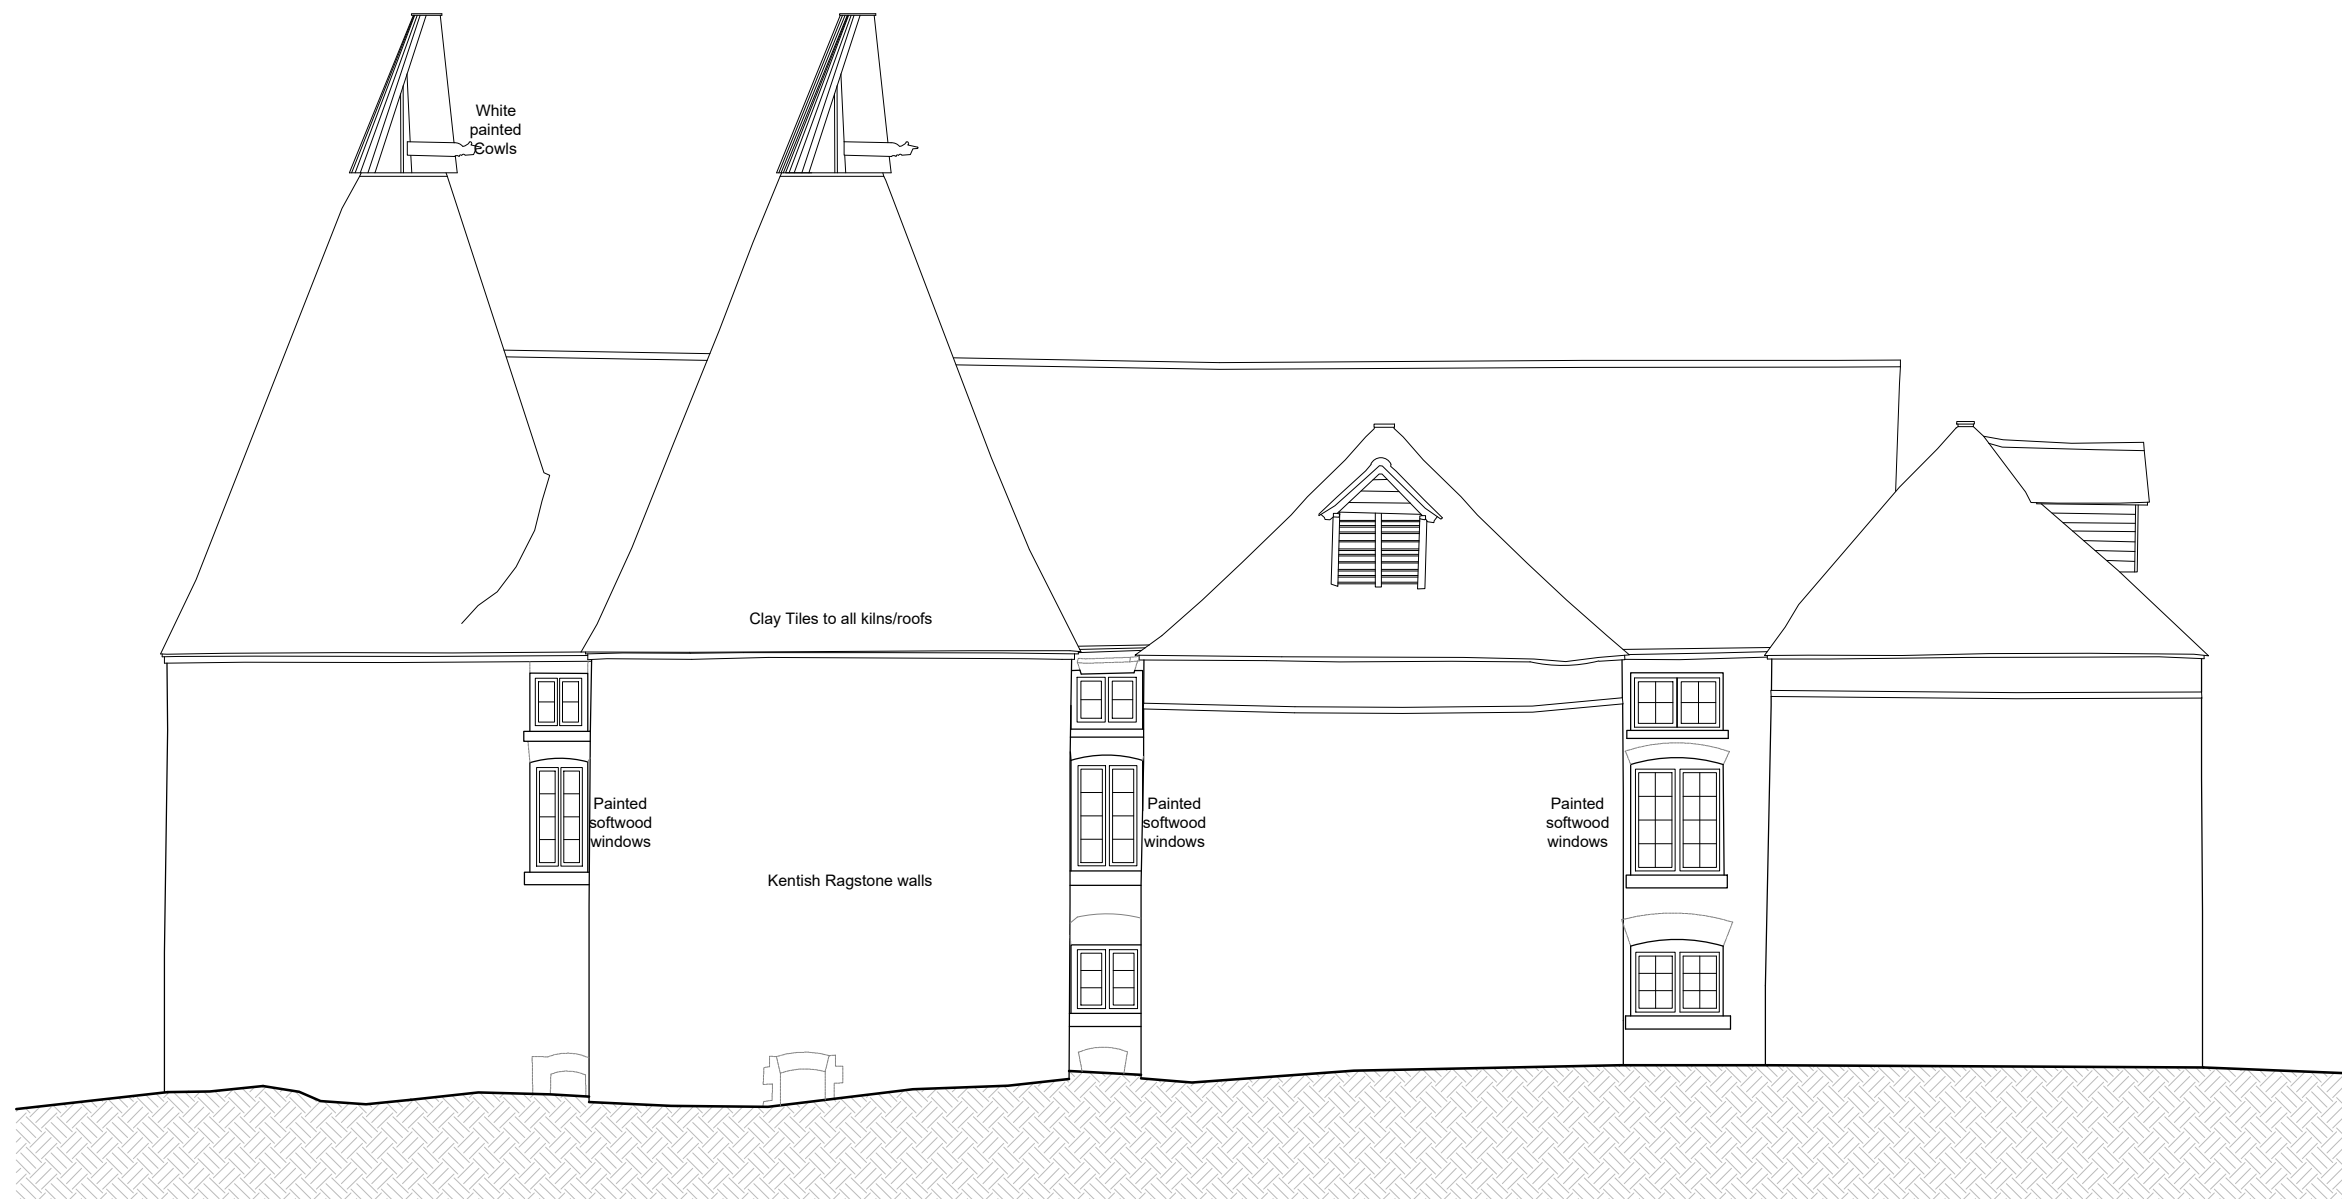 White
painted
Cowls
Clay Tiles to all kilns/roofs
Painted
softwood
windows
Painted
softwood
windows
Painted
softwood
windows
Kentish Ragstone walls